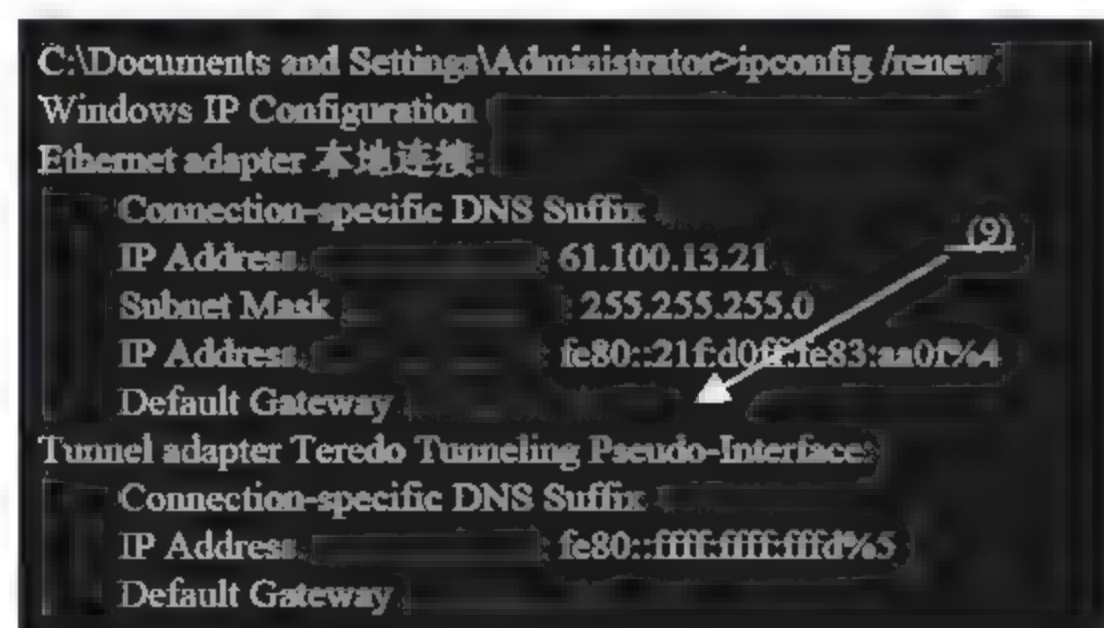 C:\Documents and Settings\Administrator>ipconfig /renew
Windows IP Configuration
Ethernet adapter 本地连接:
Connection-specific DNS Suffix
IP Address : 61.100.13.21
(9)
Subnet Mask : 255.255.255.0
IP Address : fe80::21f:d0ff:fe83:aa0f%4
Default Gateway
Tunnel adapter Teredo Tunneling Pseudo-Interface:
Connection-specific DNS Suffix
IP Address : fe80::ffff:ffff:fffd%5
Default Gateway